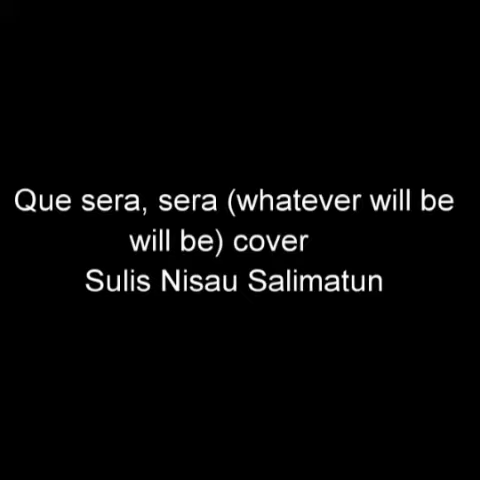 Que sera, sera (whatever will be
will be) cover
Sulis Nisau Salimatun